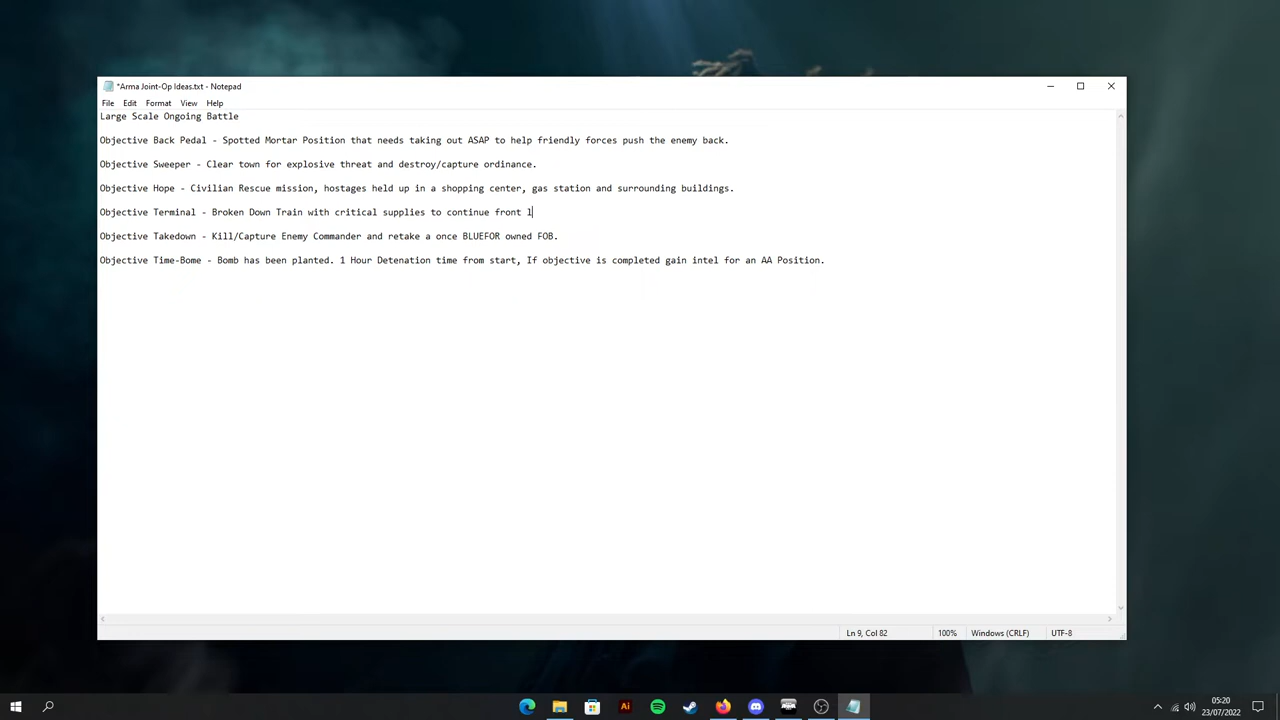 *Arma Joint-Op Ideas.txt - Notepad
File Edit Format View Help
Large Scale Ongoing Battle
Objective Back Pedal - Spotted Mortar Position that needs taking out ASAP to help friendly forces push the enemy back.
Objective Sweeper - Clear town for explosive threat and destroy/capture ordinance.
Objective Hope - Civilian Rescue mission, hostages held up in a shopping center, gas station and surrounding buildings.
Objective Terminal - Broken Down Train with critical supplies to continue front l
Objective Takedown - Kill/Capture Enemy Commander and retake a once BLUEFOR owned FOB.
Objective Time-Bome - Bomb has been planted. 1 Hour Detenation time from start, If objective is completed gain intel for an AA Position.
Ln 9, Col 82 100% Windows (CRLF) UTF-8
Ai
05:20
23/07/2022